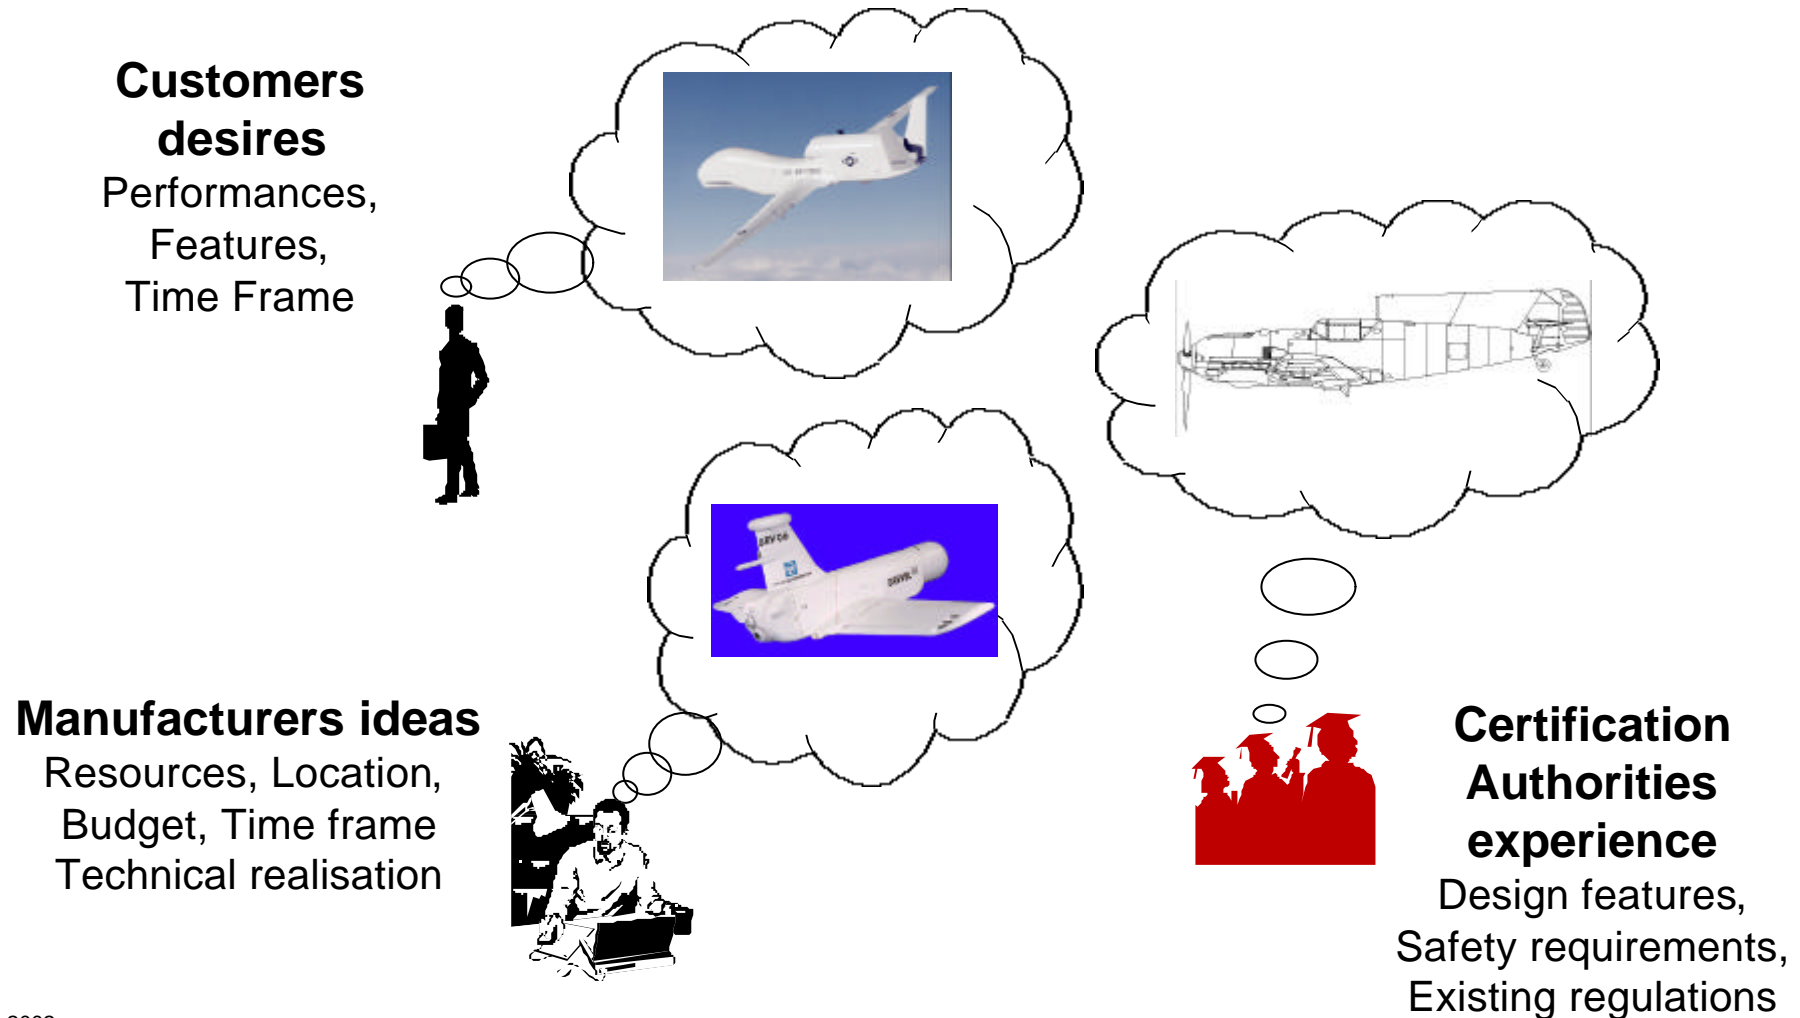 Customers
desires
Performances,
Features,
Time Frame
Manufacturers ideas
Resources, Location,
Budget, Time frame
Technical realisation
Certification
Authorities
experience
Design features,
Safety requirements,
Existing regulations